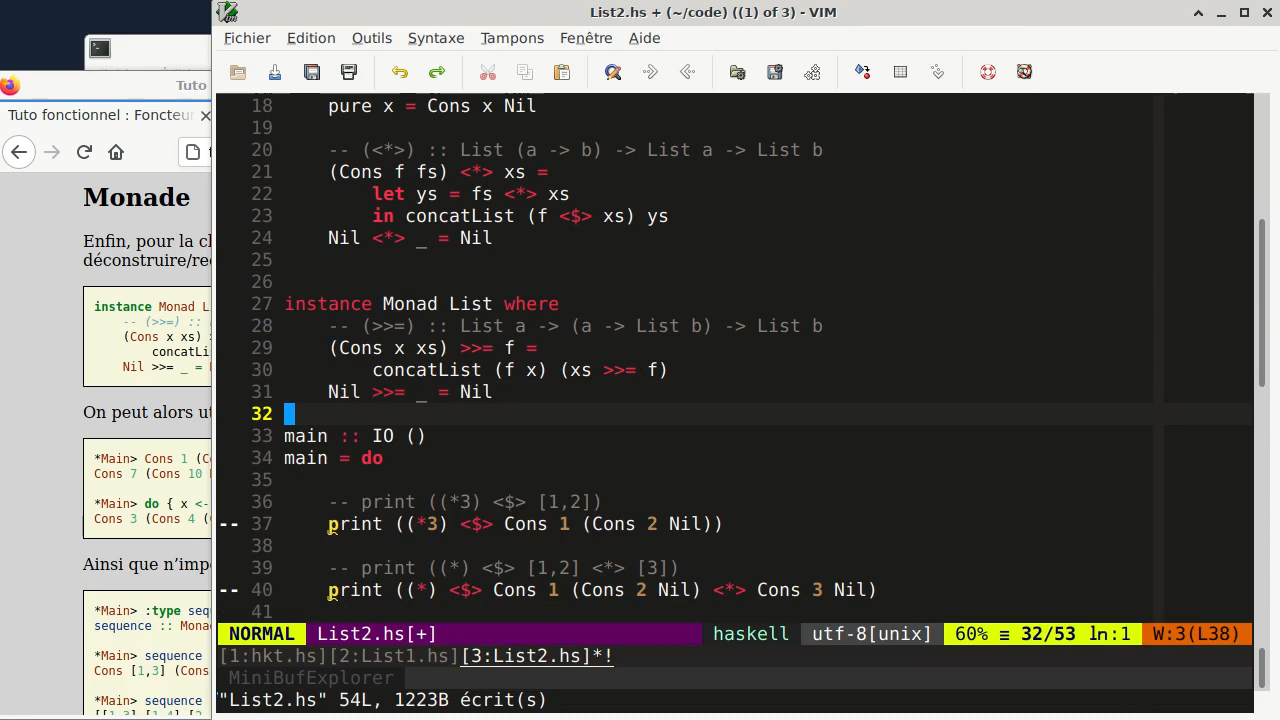 List2.hs + (~/code) ((1) of 3) - VIM
Fichier Edition Outils Syntaxe Tampons Fenêtre Aide
Tuto
Tuto fonctionnel : Foncteur
Monade
Enfin, pour la cl
déconstruire/re
instance Monad L
-- (>>=) ::
(Cons x xs)
concatLi
Nil >>= _ =
On peut alors ut
*Main> Cons 1 (C
Cons 7 (Cons 10
*Main> do { x <-
Cons 3 (Cons 4 (
Ainsi que n’imp
*Main> :type seq
sequence :: Mona
*Main> sequence
Cons [1,3] (Cons
*Main> sequence
[[1,3],[1,4],[2
18     pure x = Cons x Nil
19
20     -- (<*>) :: List (a -> b) -> List a -> List b
21     (Cons f fs) <*> xs =
22         let ys = fs <*> xs
23         in concatList (f <$> xs) ys
24     Nil <*> _ = Nil
25
26
27 instance Monad List where
28     -- (>>=) :: List a -> (a -> List b) -> List b
29     (Cons x xs) >>= f =
30         concatList (f x) (xs >>= f)
31     Nil >>= _ = Nil
32
33 main :: IO ()
34 main = do
35
36     -- print ((*3) <$> [1,2])
-- 37     print ((*3) <$> Cons 1 (Cons 2 Nil))
38
39     -- print ((*) <$> [1,2] <*> [3])
-- 40     print ((*) <$> Cons 1 (Cons 2 Nil) <*> Cons 3 Nil)
41
NORMAL List2.hs[+] haskell utf-8[unix] 60% ≡ 32/53 ln:1 W:3(L38)
[1:hkt.hs][2:List1.hs][3:List2.hs]*!
MiniBufExplorer
"List2.hs" 54L, 1223B écrit(s)